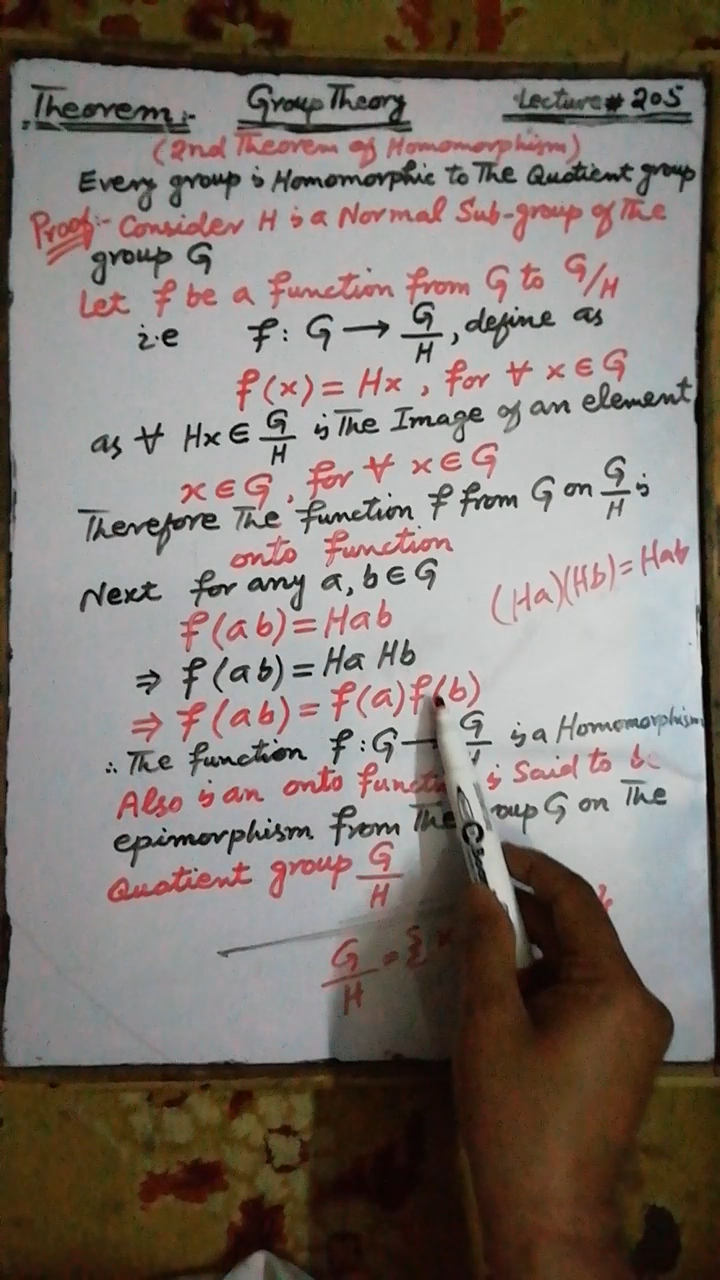 Theorem:- Group Theory Lecture # 205
(2nd Theorem of Homomorphism)
Every group is Homomorphic to The Quotient group
Proof:- Consider H is a Normal Sub-group of The
group G
Let f be a function from G to G/H
i.e f: G → G/H, define as
f(x) = Hx, for ∀ x ∈ G
as ∀ Hx ∈ G/H is The Image of an element
x ∈ G, for ∀ x ∈ G
Therefore The function f from G on G/H is
onto function
Next for any a, b ∈ G
(Ha)(Hb) = Hab
f(ab) = Hab
⇒ f(ab) = Ha Hb
⇒ f(ab) = f(a) f(b)
∴ The function f: G → G/H is a Homomorphism
Also is an onto is Said to be
epimorphism from The G on The
Quotient group G/H
G/H = {